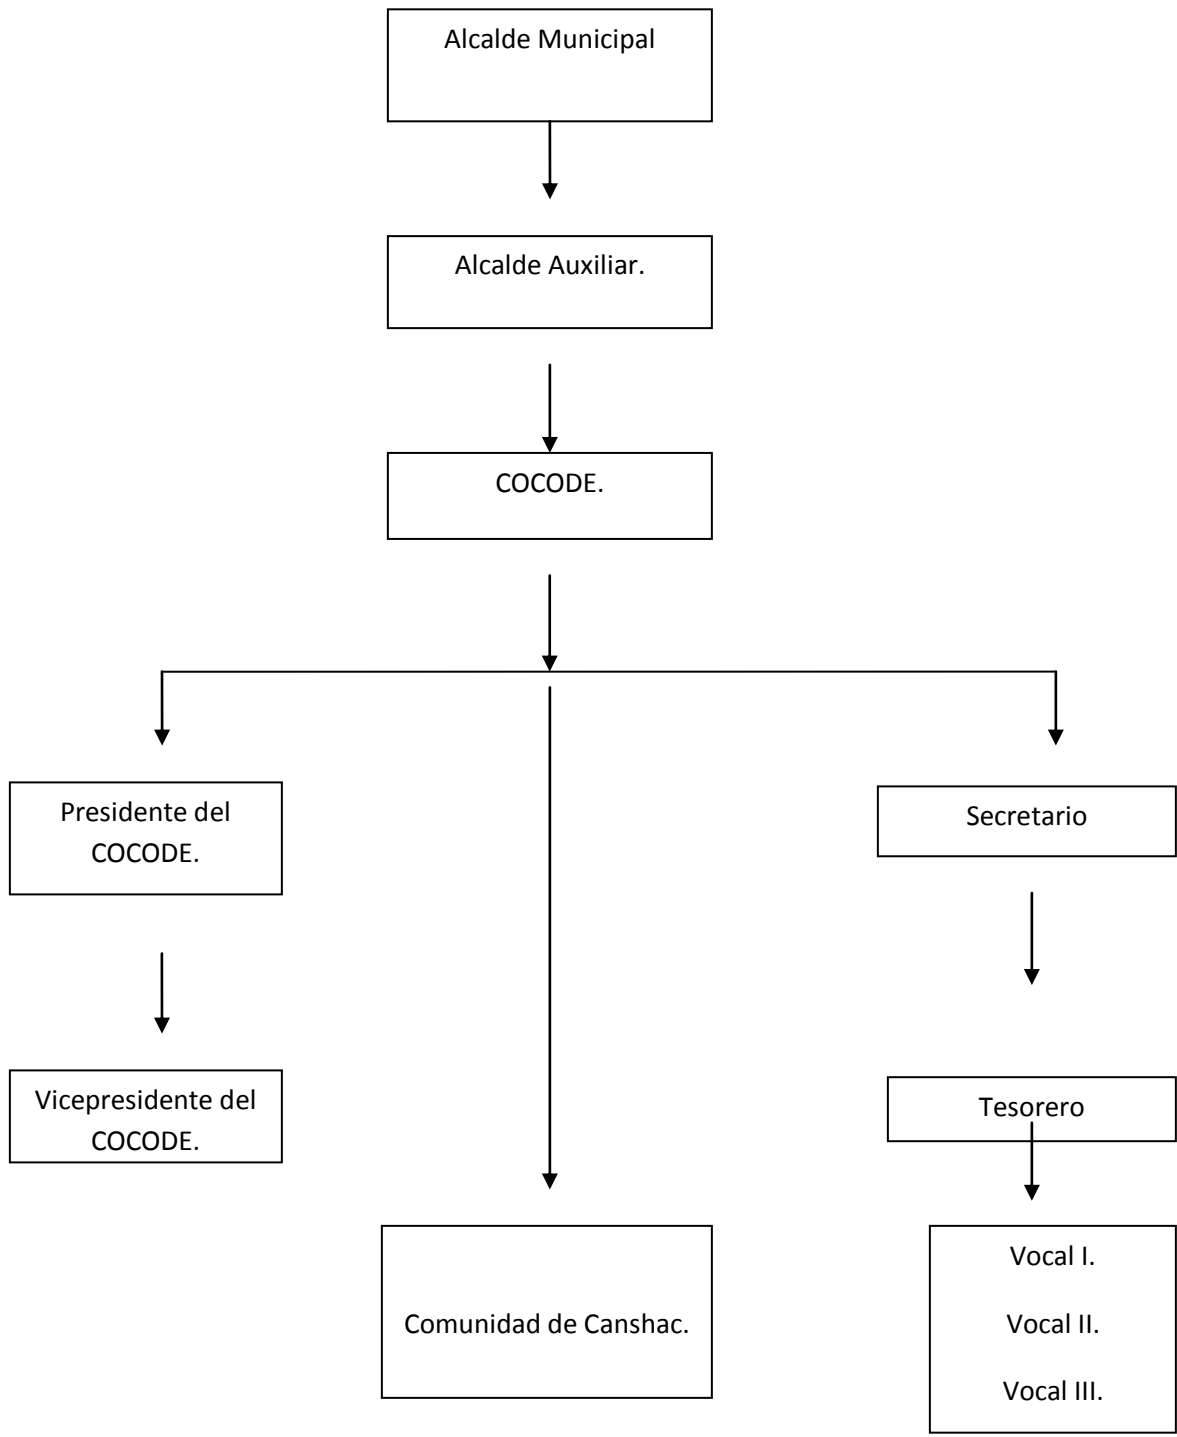 Alcalde Municipal
Alcalde Auxiliar.
COCODE.
Presidente del
COCODE.
Secretario
Vicepresidente del
COCODE.
Tesorero
Comunidad de Canshac.
Vocal I.
Vocal II.
Vocal III.